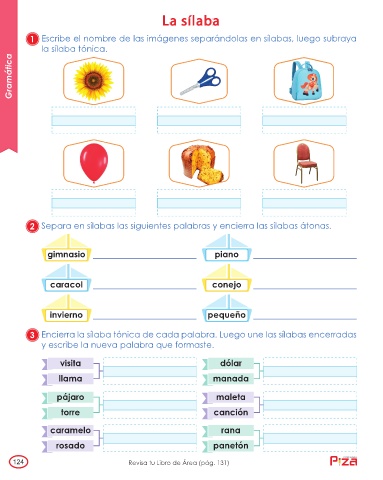 La sílaba
1 Escribe el nombre de las imágenes separándolas en sílabas, luego subraya
la sílaba tónica.
Gramática
2 Separa en sílabas las siguientes palabras y encierra las sílabas átonas.
gimnasio piano
caracol conejo
invierno pequeño
3 Encierra la sílaba tónica de cada palabra. Luego une las sílabas encerradas
y escribe la nueva palabra que formaste.
visita dólar
llama manada
pájaro maleta
torre canción
caramelo rana
rosado panetón
124 Revisa tu Libro de Área (pág. 131)